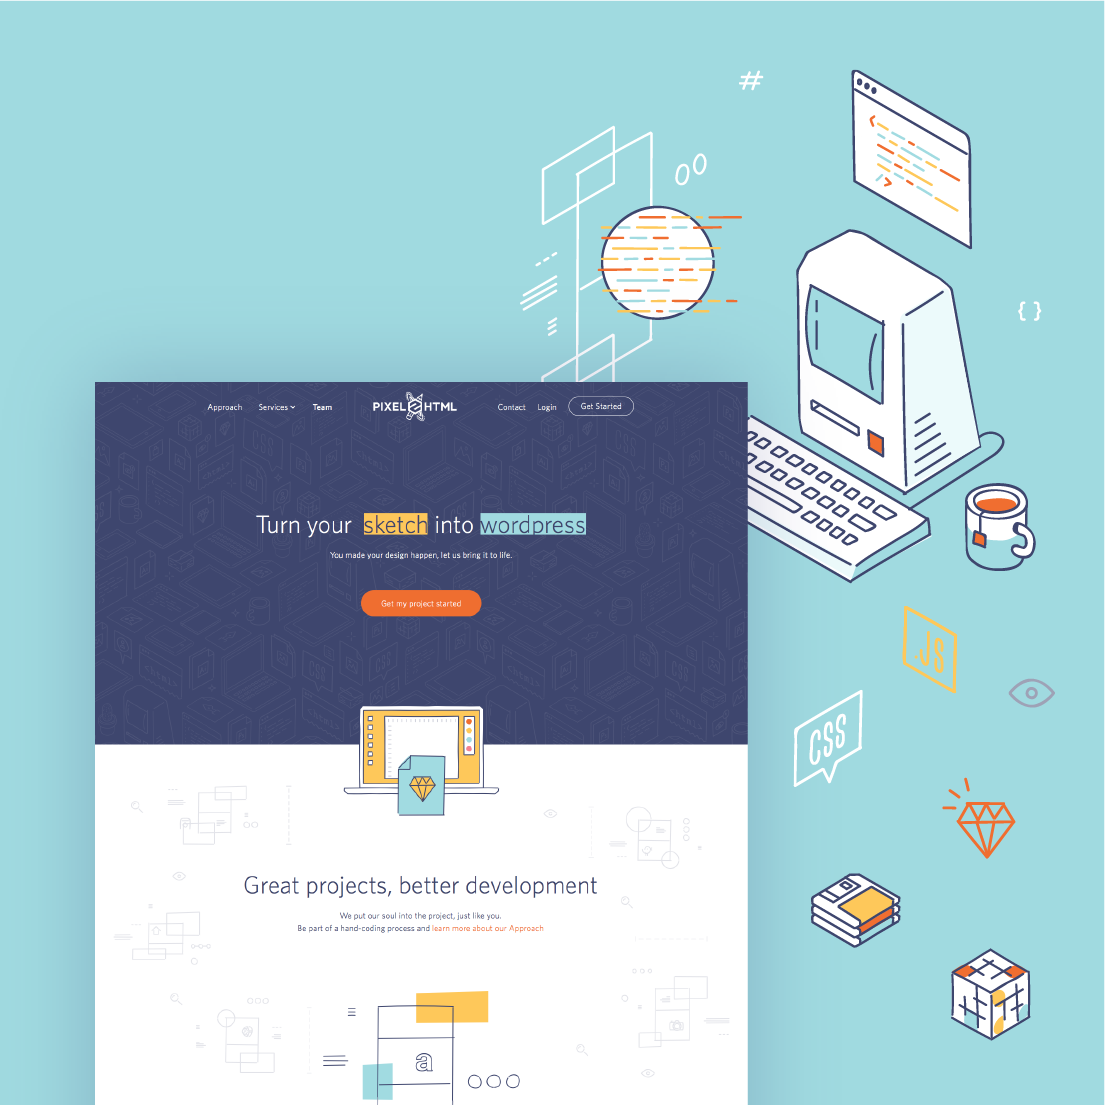 #
00
< />
{ }
Approach
Services
Team
PIXEL2HTML
Contact
Login
Get Started
Turn your sketch into wordpress
You made your design happen, let us bring it to life.
Get my project started
.JS
CSS
Great projects, better development
We put our soul into the project, just like you.
Be part of a hand-coding process and learn more about our Approach
a